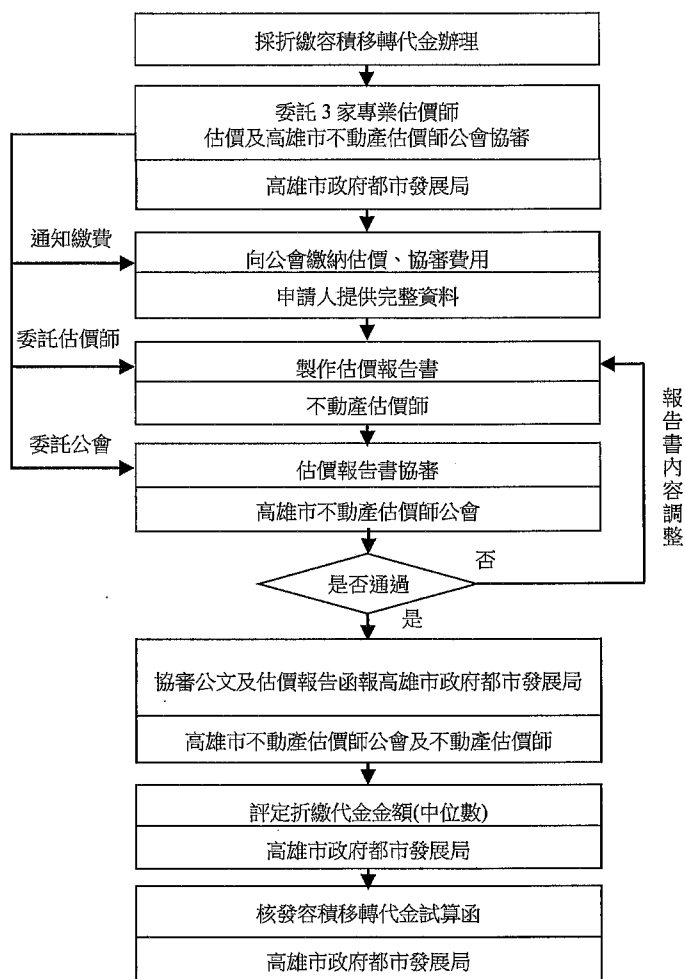 採折繳容積移轉代金辦理
委託 3 家專業估價師
估價及高雄市不動產估價師公會協審
高雄市政府都市發展局
通知繳費
向公會繳納估價、協審費用
申請人提供完整資料
委託估價師
製作估價報告書
不動產估價師
委託公會
估價報告書協審
高雄市不動產估價師公會
報告書內容調整
是否通過
否
是
協審公文及估價報告函報高雄市政府都市發展局
高雄市不動產估價師公會及不動產估價師
評定折繳代金金額(中位數)
高雄市政府都市發展局
核發容積移轉代金試算函
高雄市政府都市發展局